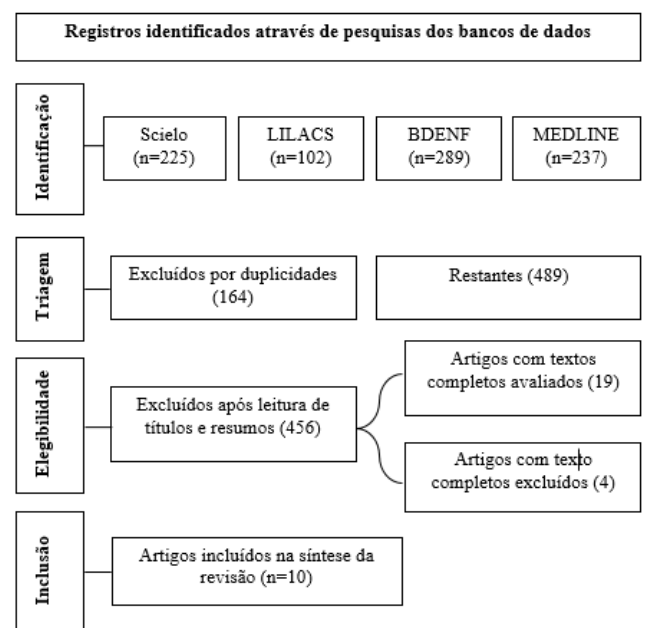 Registros identificados através de pesquisas dos bancos de dados
Identificação
Scielo
(n=225)
LILACS
(n=102)
BDENF
(n=289)
MEDLINE
(n=237)
Triagem
Excluídos por duplicidades
(164)
Restantes (489)
Elegibilidade
Excluídos após leitura de
títulos e resumos (456)
Artigos com textos
completos avaliados (19)
Artigos com texto
completos excluídos (4)
Inclusão
Artigos incluídos na síntese da
revisão (n=10)